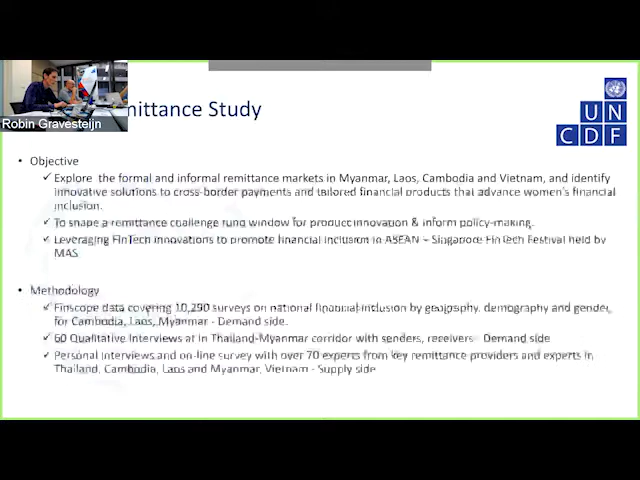 mittance Study
UN
CDF
Robin Gravesteijn
• Objective
✓ Explore the formal and informal remittance markets in Myanmar, Laos, Cambodia and Vietnam, and identify
innovative solutions to cross-border payments and tailored financial products that advance women's financial
inclusion.
✓ To shape a remittance challenge fund window for product innovation & inform policy-making.
✓ Leveraging FinTech innovations to promote financial inclusion in ASEAN – Singapore FinTech Festival held by
MAS
• Methodology
✓ Finscope data covering 10,290 surveys on national financial inclusion by geography, demography and gender
for Cambodia, Laos, Myanmar - Demand side.
✓ 60 Qualitative Interviews at in Thailand-Myanmar corridor with senders, receivers - Demand side
✓ Personal Interviews and on-line survey with over 70 experts from key remittance providers and experts in
Thailand, Cambodia, Laos and Myanmar, Vietnam - Supply side